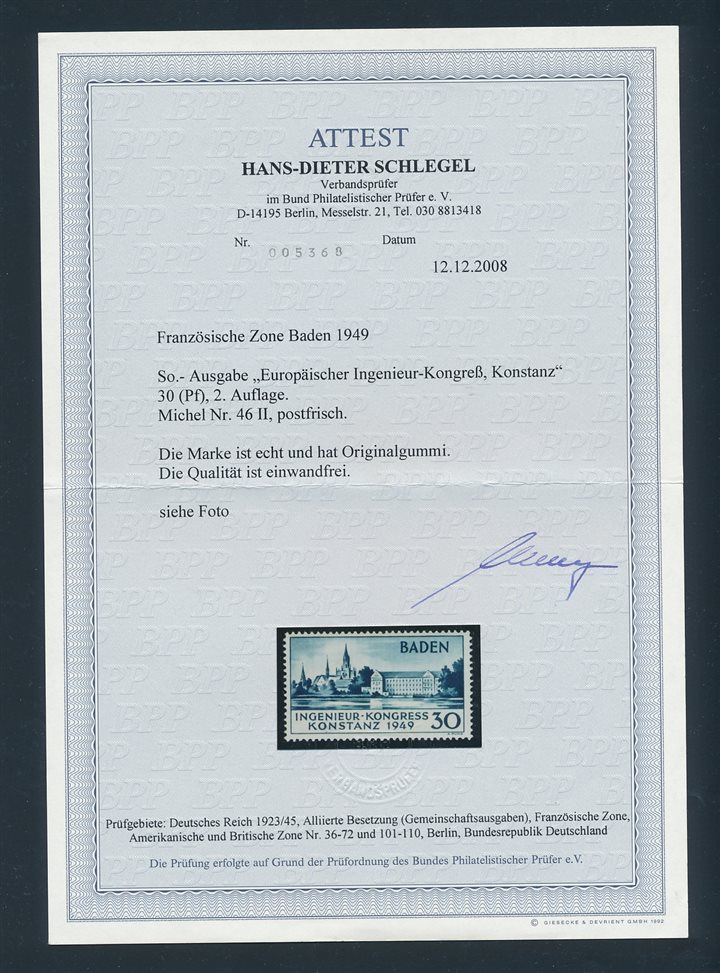 ATTEST
HANS-DIETER SCHLEGEL
Verbandsprüfer
im Bund Philatelistischer Prüfer e. V.
D-14195 Berlin, Messelstr. 21, Tel. 030 8813418
Nr. 005368 Datum
12.12.2008
Französische Zone Baden 1949
So.- Ausgabe „Europäischer Ingenieur-Kongreß, Konstanz“
30 (Pf), 2. Auflage.
Michel Nr. 46 II, postfrisch.
Die Marke ist echt und hat Originalgummi.
Die Qualität ist einwandfrei.
siehe Foto
BADEN
INGENIEUR-KONGRESS
KONSTANZ 1949 30
VERBANDSPRÜFER
Prüfgebiete: Deutsches Reich 1923/45, Alliierte Besetzung (Gemeinschaftsausgaben), Französische Zone,
Amerikanische und Britische Zone Nr. 36-72 und 101-110, Berlin, Bundesrepublik Deutschland
Die Prüfung erfolgte auf Grund der Prüfordnung des Bundes Philatelistischer Prüfer e.V.
© GIESECKE & DEVRIENT GMBH 1992